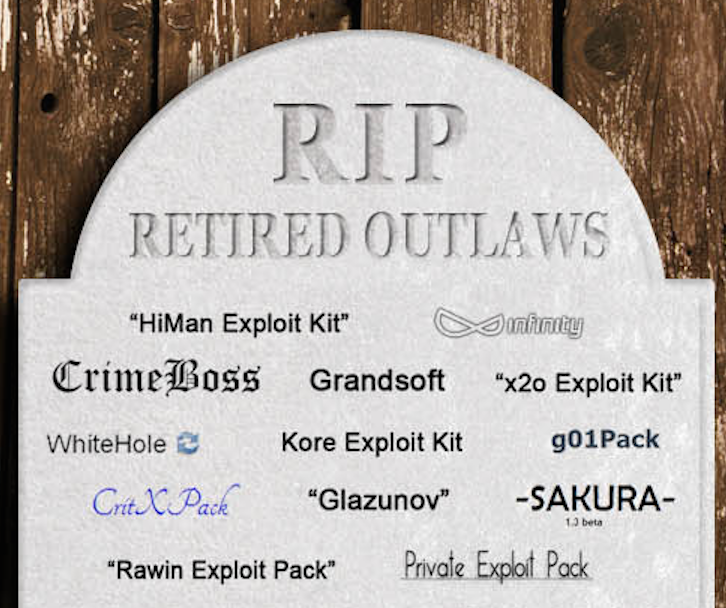 RIP
RETIRED OUTLAWS
“HiMan Exploit Kit” infinity
CrimeBoss Grandsoft “x2o Exploit Kit”
WhiteHole Kore Exploit Kit g01Pack
CritXPack “Glazunov” -SAKURA-
1.3 beta
“Rawin Exploit Pack” Private Exploit Pack